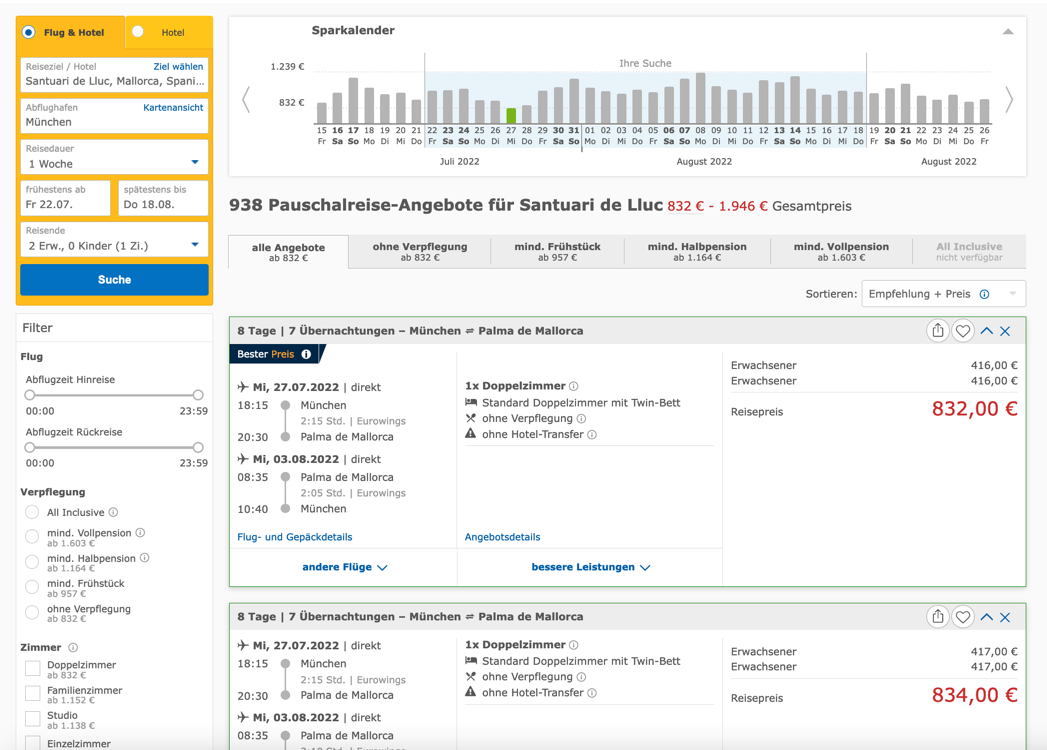 Flug & Hotel
Hotel
Reiseziel / Hotel
Ziel wählen
Santuari de Lluc, Mallorca, Spani...
Abflughafen
Kartenansicht
München
Reisedauer
1 Woche
frühestens ab
Fr 22.07.
spätestens bis
Do 18.08.
Reisende
2 Erw., 0 Kinder (1 Zi.)
Suche
Filter
Flug
Abflugzeit Hinreise
00:00 23:59
Abflugzeit Rückreise
00:00 23:59
Verpflegung
All Inclusive
mind. Vollpension
ab 1.603 €
mind. Halbpension
ab 1.164 €
mind. Frühstück
ab 957 €
ohne Verpflegung
ab 832 €
Zimmer
Doppelzimmer
ab 832 €
Familienzimmer
ab 1.152 €
Studio
ab 1.138 €
Einzelzimmer
Sparkalender
1.239 €
832 €
Ihre Suche
15 16 17 18 19 20 21 22 23 24 25 26 27 28 29 30 31 01 02 03 04 05 06 07 08 09 10 11 12 13 14 15 16 17 18 19 20 21 22 23 24 25 26
Fr Sa So Mo Di Mi Do Fr Sa So Mo Di Mi Do Fr Sa So Mo Di Mi Do Fr Sa So Mo Di Mi Do Fr Sa So Mo Di Mi Do Fr Sa So Mo Di Mi Do Fr
Juli 2022 August 2022 August 2022
938 Pauschalreise-Angebote für Santuari de Lluc 832 € - 1.946 € Gesamtpreis
alle Angebote
ab 832 €
ohne Verpflegung
ab 832 €
mind. Frühstück
ab 957 €
mind. Halbpension
ab 1.164 €
mind. Vollpension
ab 1.603 €
All Inclusive
nicht verfügbar
Sortieren: Empfehlung + Preis
8 Tage | 7 Übernachtungen – München ⇌ Palma de Mallorca
Bester Preis
Mi, 27.07.2022 | direkt
18:15 München
2:15 Std. | Eurowings
20:30 Palma de Mallorca
Mi, 03.08.2022 | direkt
08:35 Palma de Mallorca
2:05 Std. | Eurowings
10:40 München
Flug- und Gepäckdetails
andere Flüge
1x Doppelzimmer
Standard Doppelzimmer mit Twin-Bett
ohne Verpflegung
ohne Hotel-Transfer
Angebotsdetails
bessere Leistungen
Erwachsener 416,00 €
Erwachsener 416,00 €
Reisepreis 832,00 €
8 Tage | 7 Übernachtungen – München ⇌ Palma de Mallorca
Mi, 27.07.2022 | direkt
18:15 München
2:15 Std. | Eurowings
20:30 Palma de Mallorca
Mi, 03.08.2022 | direkt
08:35 Palma de Mallorca
1x Doppelzimmer
Standard Doppelzimmer mit Twin-Bett
ohne Verpflegung
ohne Hotel-Transfer
Erwachsener 417,00 €
Erwachsener 417,00 €
Reisepreis 834,00 €